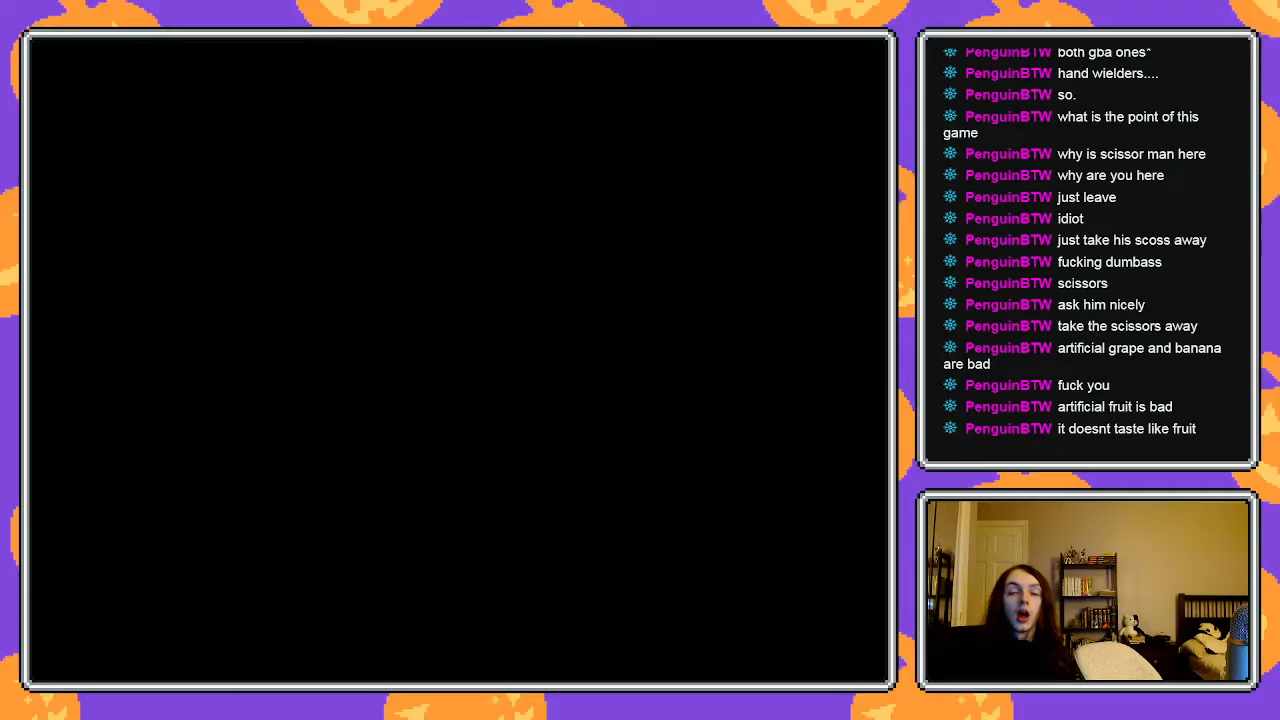 PenguinBTW both gba ones*
PenguinBTW hand wielders....
PenguinBTW so.
PenguinBTW what is the point of this
game
PenguinBTW why is scissor man here
PenguinBTW why are you here
PenguinBTW just leave
PenguinBTW idiot
PenguinBTW just take his scoss away
PenguinBTW fucking dumbass
PenguinBTW scissors
PenguinBTW ask him nicely
PenguinBTW take the scissors away
PenguinBTW artificial grape and banana
are bad
PenguinBTW fuck you
PenguinBTW artificial fruit is bad
PenguinBTW it doesnt taste like fruit